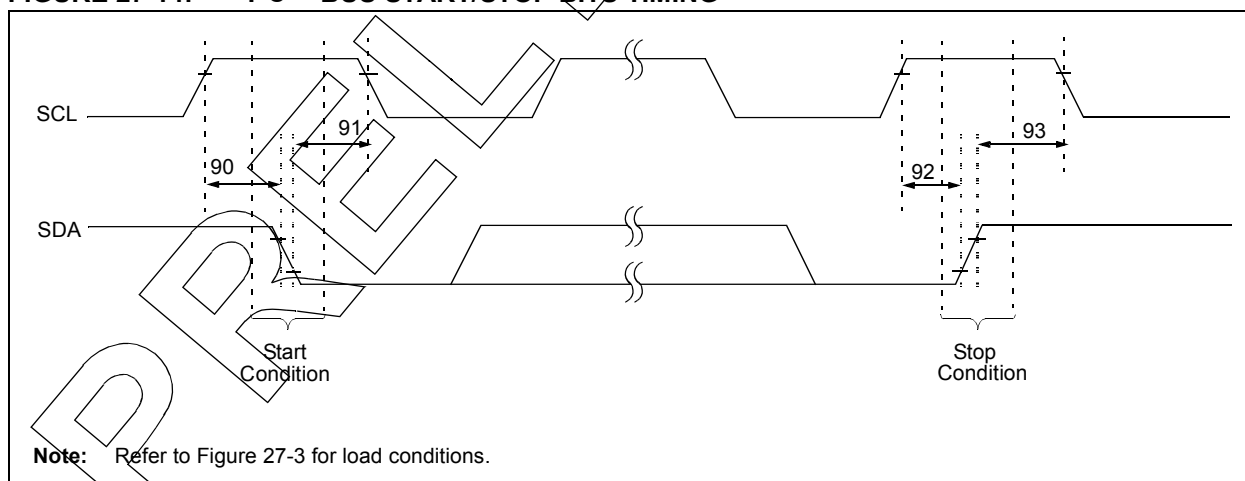 SCL
91
93
90
92
SDA
Start
Condition
Stop
Condition
Note: Refer to Figure 27-3 for load conditions.